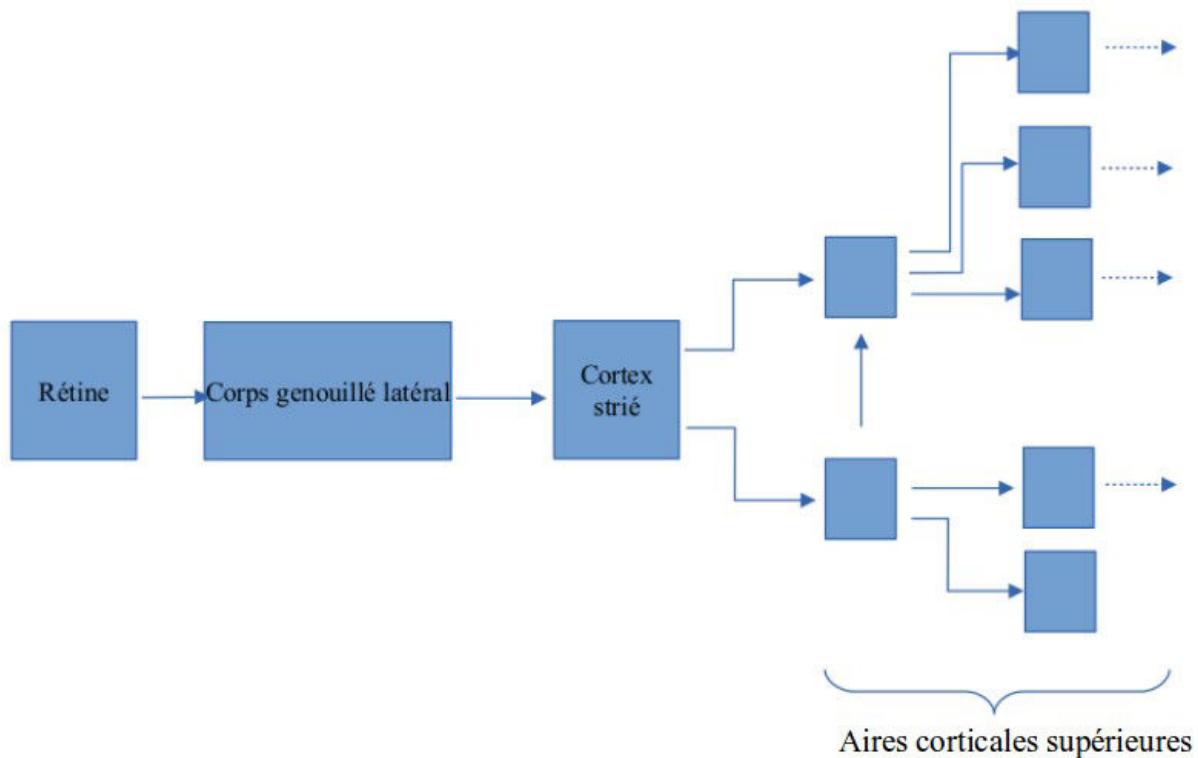 Rétine
Corps genouillé latéral
Cortex
strié
Aires corticales supérieures